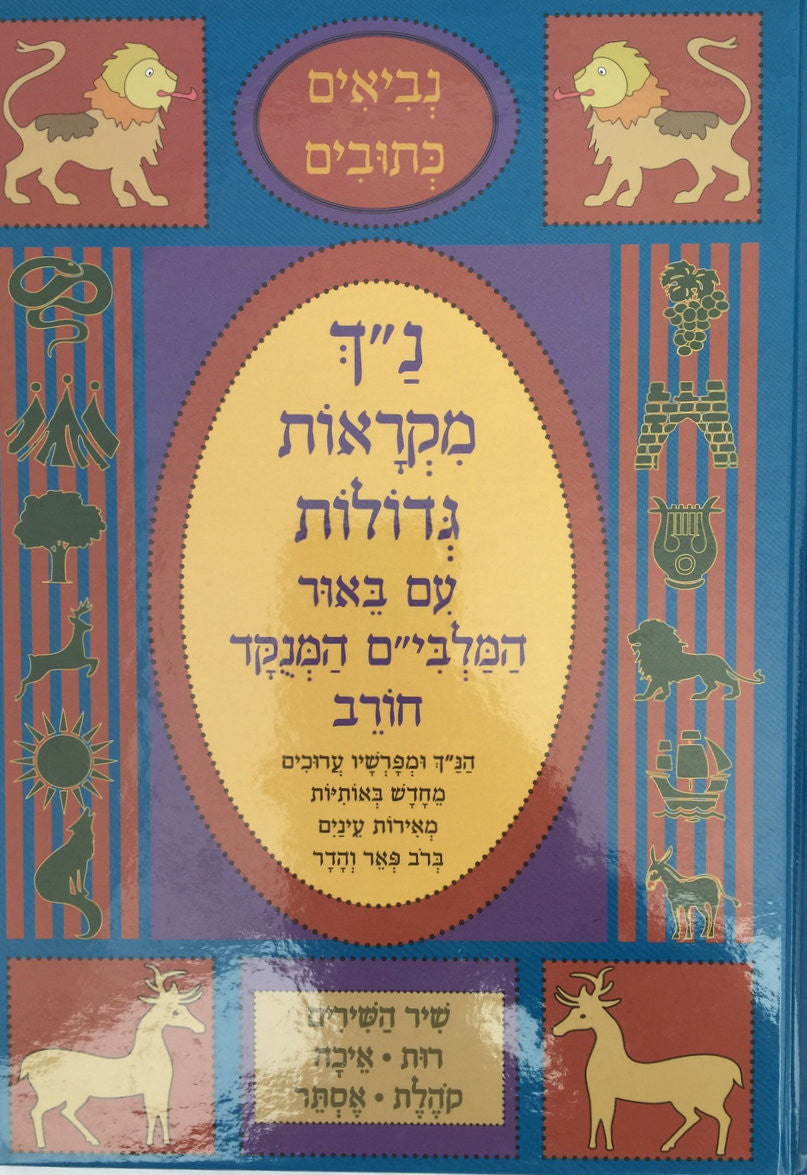 נְבִיאִים
כְּתוּבִים
נַ״ךְ
מִקְרָאוֹת
גְּדוֹלוֹת
עִם בֵּאוּר
הַמַּלְבִּי״ם הַמְּנֻקָּד
חוֹרֵב
הַנַּ״ךְ וּמְפָרְשָׁיו עֲרוּכִים
מֵחָדָשׁ בְּאוֹתִיּוֹת
מְאִירוֹת עֵינַיִם
בְּרֹב פְּאֵר וְהָדָר
שִׁיר הַשִּׁירִים
רוּת • אֵיכָה
קֹהֶלֶת • אֶסְתֵּר